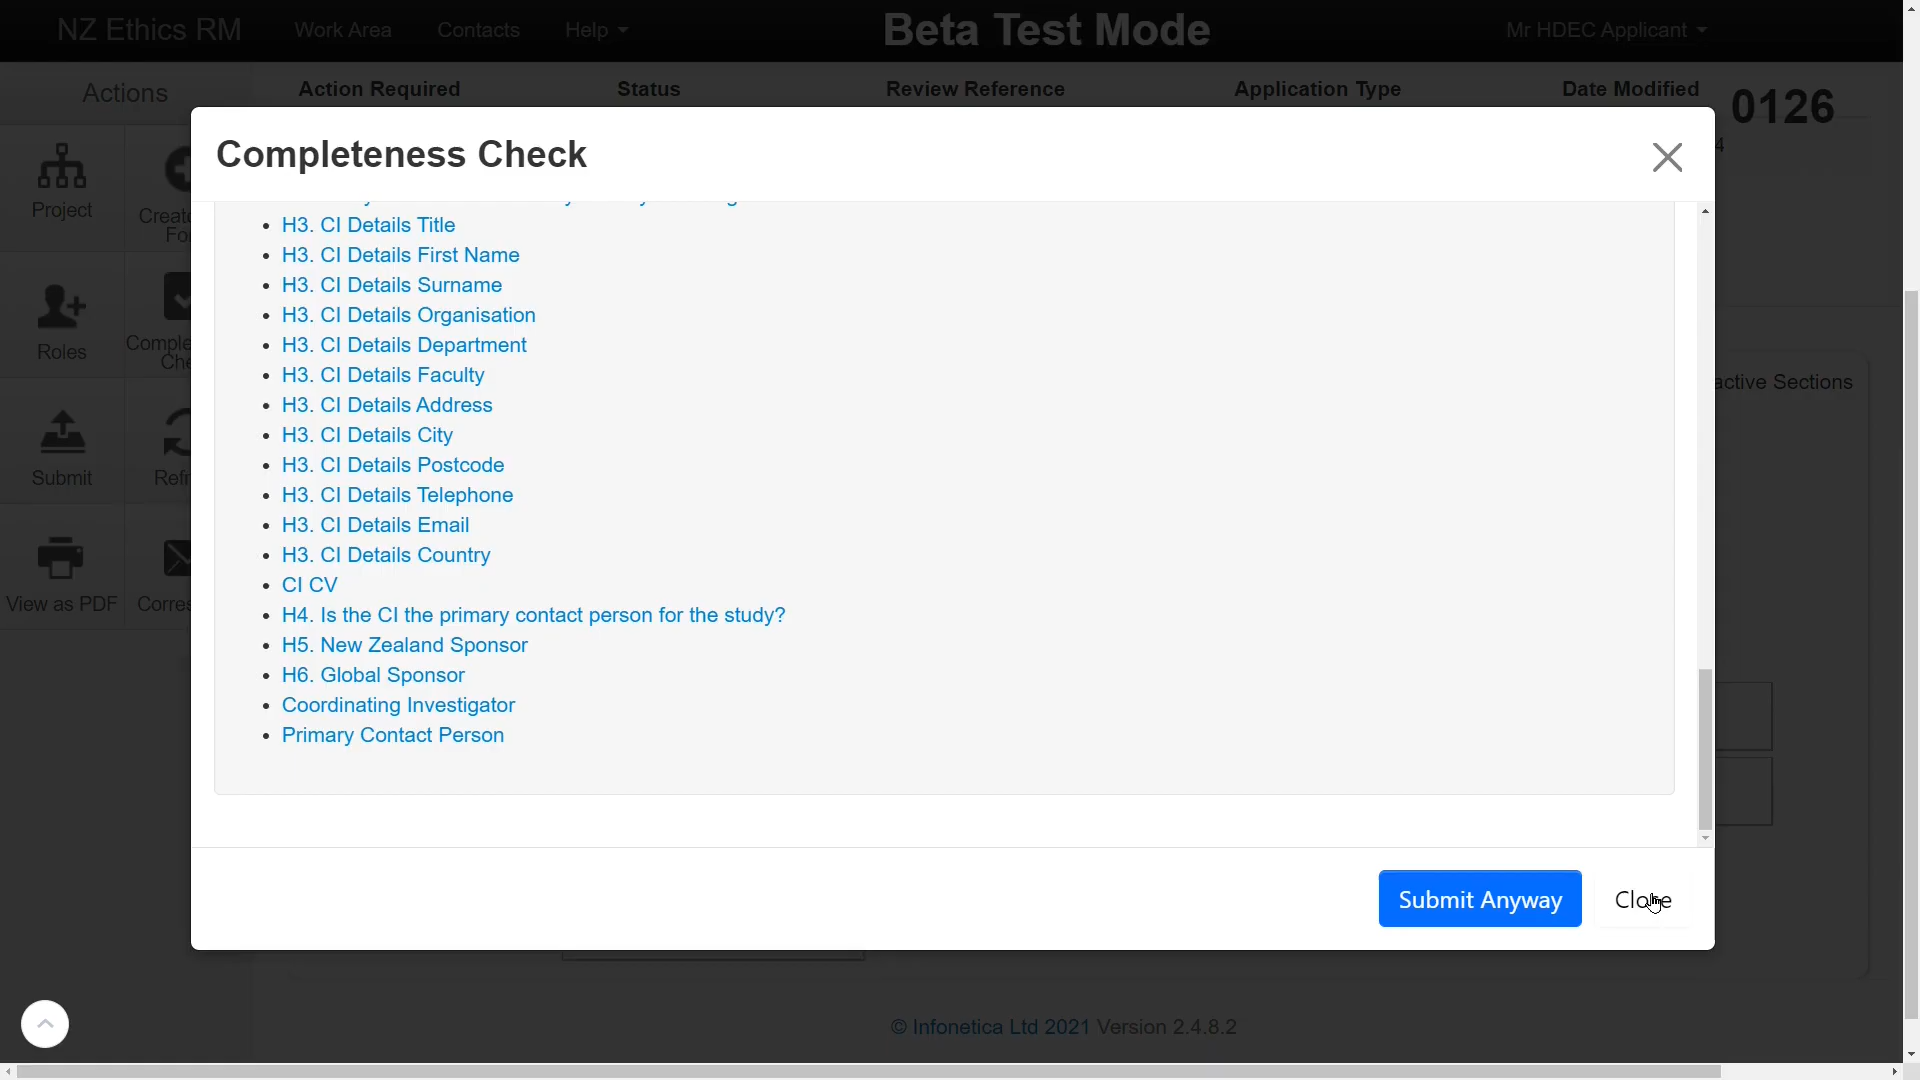 NZ Ethics RM Work Area Contacts Help Beta Test Mode Mr HDEC Applicant
Actions Action Required Status Review Reference Application Type Date Modified 0126
4
Completeness Check
Project
Roles
Submit Refr
View as PDF Corres
active Sections
H3. CI Details Title
H3. CI Details First Name
H3. CI Details Surname
H3. CI Details Organisation
H3. CI Details Department
H3. CI Details Faculty
H3. CI Details Address
H3. CI Details City
H3. CI Details Postcode
H3. CI Details Telephone
H3. CI Details Email
H3. CI Details Country
CI CV
H4. Is the CI the primary contact person for the study?
H5. New Zealand Sponsor
H6. Global Sponsor
Coordinating Investigator
Primary Contact Person
Submit Anyway Close
© Infonetica Ltd 2021 Version 2.4.8.2